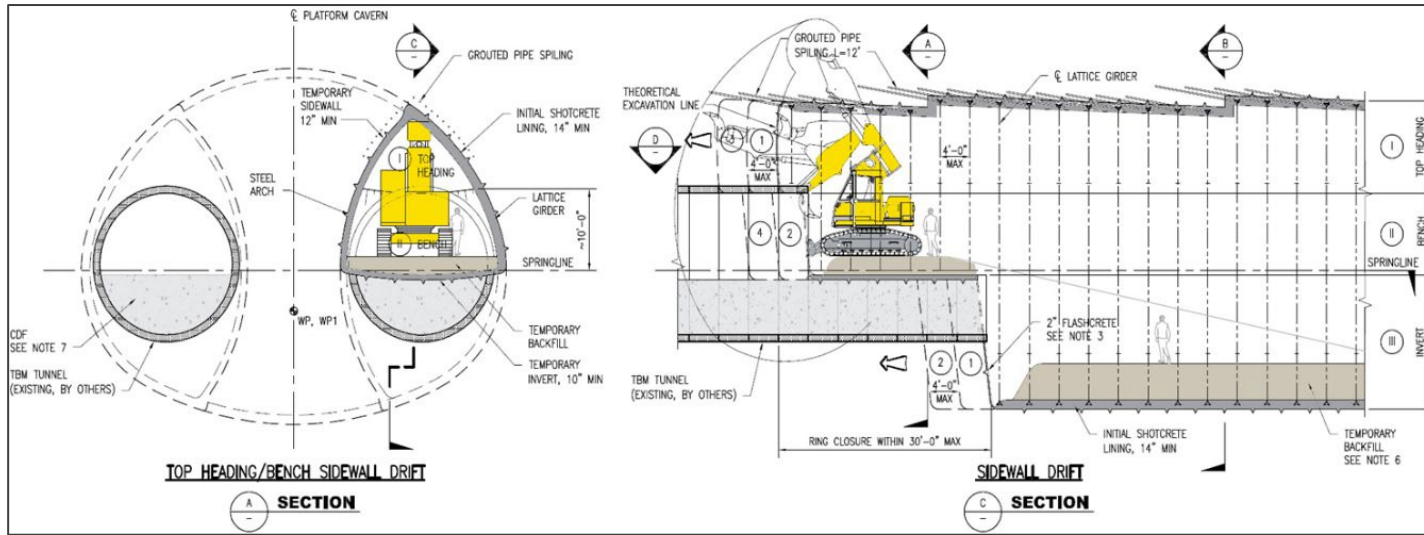 ℄ PLATFORM CAVERN
C
–
GROUTED PIPE SPILING
TEMPORARY
SIDEWALL
12" MIN
INITIAL SHOTCRETE
LINING, 14" MIN
I
TOP
HEADING
STEEL
ARCH
LATTICE
GIRDER
~10'-0"
II
BENCH
SPRINGLINE
WP, WP1
CDF
SEE NOTE 7
TBM TUNNEL
(EXISTING, BY OTHERS)
TEMPORARY
BACKFILL
TEMPORARY
INVERT, 10" MIN
TOP HEADING/BENCH SIDEWALL DRIFT
A
–
SECTION
GROUTED PIPE
SPILING L=12'
A
–
B
–
℄ LATTICE GIRDER
THEORETICAL
EXCAVATION LINE
D
–
3
1
4'-0"
MAX
4'-0"
MAX
I
TOP HEADING
4
2
II
BENCH
SPRINGLINE
III
INVERT
2" FLASHCRETE
SEE NOTE 3
2
1
4'-0"
MAX
TBM TUNNEL
(EXISTING, BY OTHERS)
RING CLOSURE WITHIN 30'-0" MAX
INITIAL SHOTCRETE
LINING, 14" MIN
TEMPORARY
BACKFILL
SEE NOTE 6
SIDEWALL DRIFT
C
–
SECTION